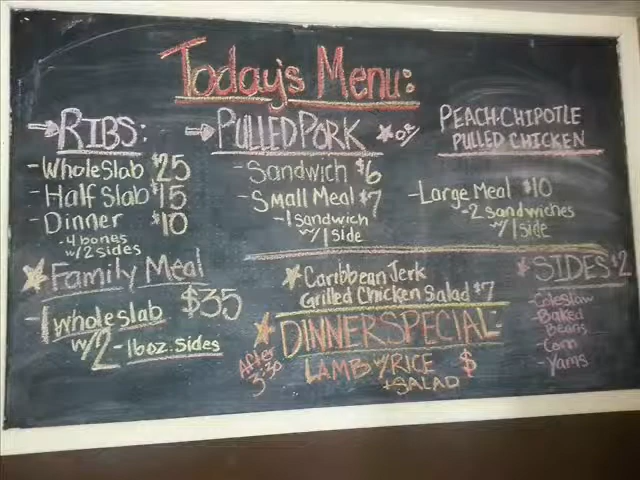 Today's Menu:
→RIBS:
-Whole Slab $25
-Half Slab $15
-Dinner $10
-4 bones
w/2 sides
→PULLED PORK ★or
PEACH-CHIPOTLE
PULLED CHICKEN
-Sandwich $6
-Small Meal $7
-1 sandwich
w/1 side
-Large Meal $10
-2 sandwiches
w/1 side
★Family Meal
-1 whole slab $35
w/2-16oz. sides
★Caribbean Jerk
Grilled Chicken Salad $7
★DINNER SPECIAL-
After
3:30
LAMB w/RICE $
+SALAD
★SIDES $2
-Coleslaw
-Baked
Beans
-Corn
-Yams